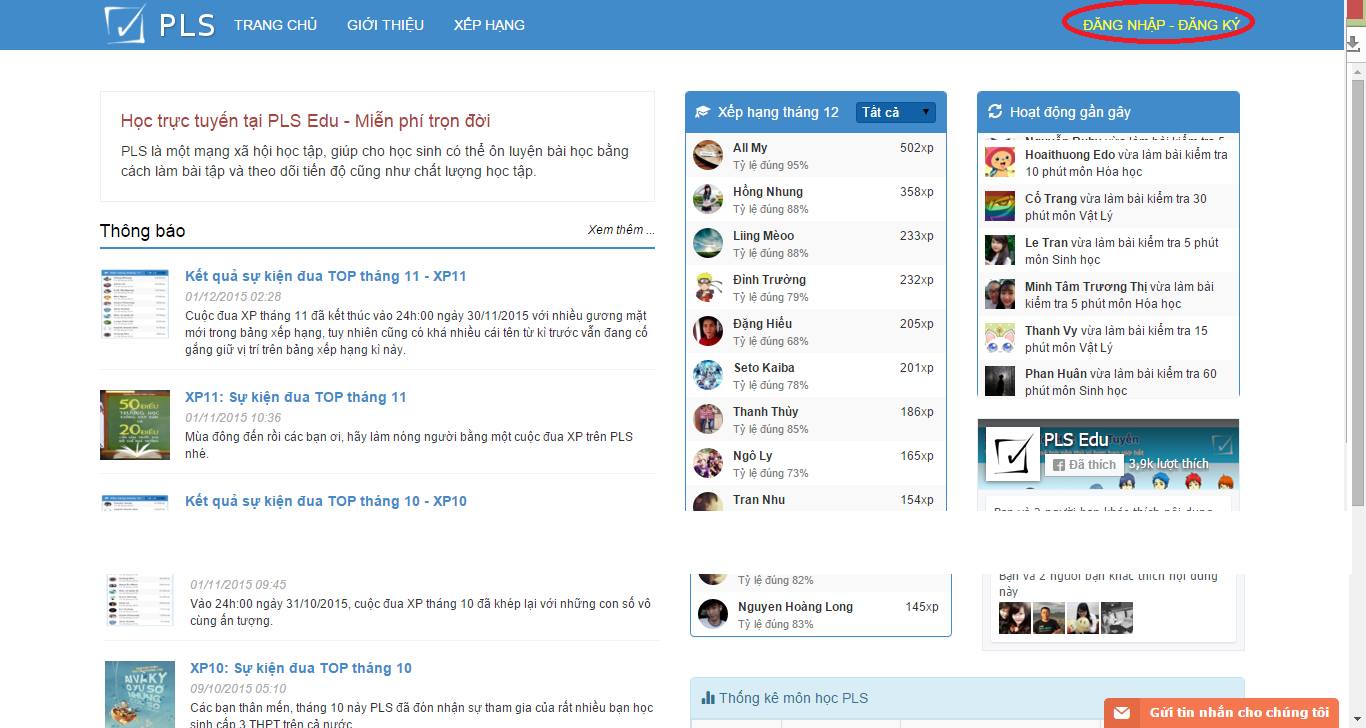 PLS TRANG CHỦ GIỚI THIỆU XẾP HẠNG ĐĂNG NHẬP - ĐĂNG KÝ
Học trực tuyến tại PLS Edu - Miễn phí trọn đời
PLS là một mạng xã hội học tập, giúp cho học sinh có thể ôn luyện bài học bằng
cách làm bài tập và theo dõi tiến độ cũng như chất lượng học tập.
Thông báo Xem thêm ...
Kết quả sự kiện đua TOP tháng 11 - XP11
01/12/2015 02:28
Cuộc đua XP tháng 11 đã kết thúc vào 24h:00 ngày 30/11/2015 với nhiều gương mặt
mới trong bảng xếp hạng, tuy nhiên cũng có khá nhiều cái tên từ kì trước vẫn đang cố
gắng giữ vị trí trên bảng xếp hạng kì này.
50 ĐIỀU
TRƯỜNG HỌC
KHÔNG DẠY BẠN
20 ĐIỀU
XP11: Sự kiện đua TOP tháng 11
01/11/2015 10:36
Mùa đông đến rồi các bạn ơi, hãy làm nóng người bằng một cuộc đua XP trên PLS
nhé.
Kết quả sự kiện đua TOP tháng 10 - XP10
01/11/2015 09:45
Vào 24h:00 ngày 31/10/2015, cuộc đua XP tháng 10 đã khép lại với những con số vô
cùng ấn tượng.
XP10: Sự kiện đua TOP tháng 10
09/10/2015 05:10
Các bạn thân mến, tháng 10 này PLS đã đón nhận sự tham gia của rất nhiều bạn học
sinh cấp 3 THPT trên cả nước.
Xếp hạng tháng 12 Tất cả
All My 502xp
Tỷ lệ đúng 95%
Hồng Nhung 358xp
Tỷ lệ đúng 88%
Liing Mèoo 233xp
Tỷ lệ đúng 88%
Đình Trường 232xp
Tỷ lệ đúng 79%
Đặng Hiếu 205xp
Tỷ lệ đúng 68%
Seto Kaiba 201xp
Tỷ lệ đúng 78%
Thanh Thủy 186xp
Tỷ lệ đúng 85%
Ngô Ly 165xp
Tỷ lệ đúng 73%
Tran Nhu 154xp
Tỷ lệ đúng 82%
Nguyen Hoàng Long 145xp
Tỷ lệ đúng 83%
Hoạt động gần gây
Hoaithuong Edo vừa làm bài kiểm tra
10 phút môn Hóa học
Cố Trang vừa làm bài kiểm tra 30
phút môn Vật Lý
Le Tran vừa làm bài kiểm tra 5 phút
môn Sinh học
Minh Tâm Trương Thị vừa làm bài
kiểm tra 5 phút môn Hóa học
Thanh Vy vừa làm bài kiểm tra 15
phút môn Vật Lý
Phan Huân vừa làm bài kiểm tra 60
phút môn Sinh học
PLS Edu
Đã thích 3,9k lượt thích
Bạn và 2 người bạn khác thích nội dung
này
Thống kê môn học PLS
Gửi tin nhắn cho chúng tôi